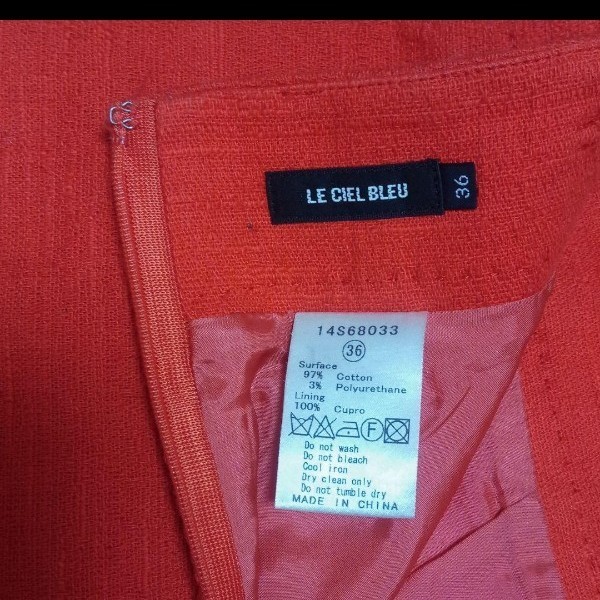 LE CIEL BLEU
36
14S68033
36
Surface
97% Cotton
3% Polyurethane
Lining
100% Cupro
F
Do not wash
Do not bleach
Cool iron
Dry clean only
Do not tumble dry
MADE IN CHINA